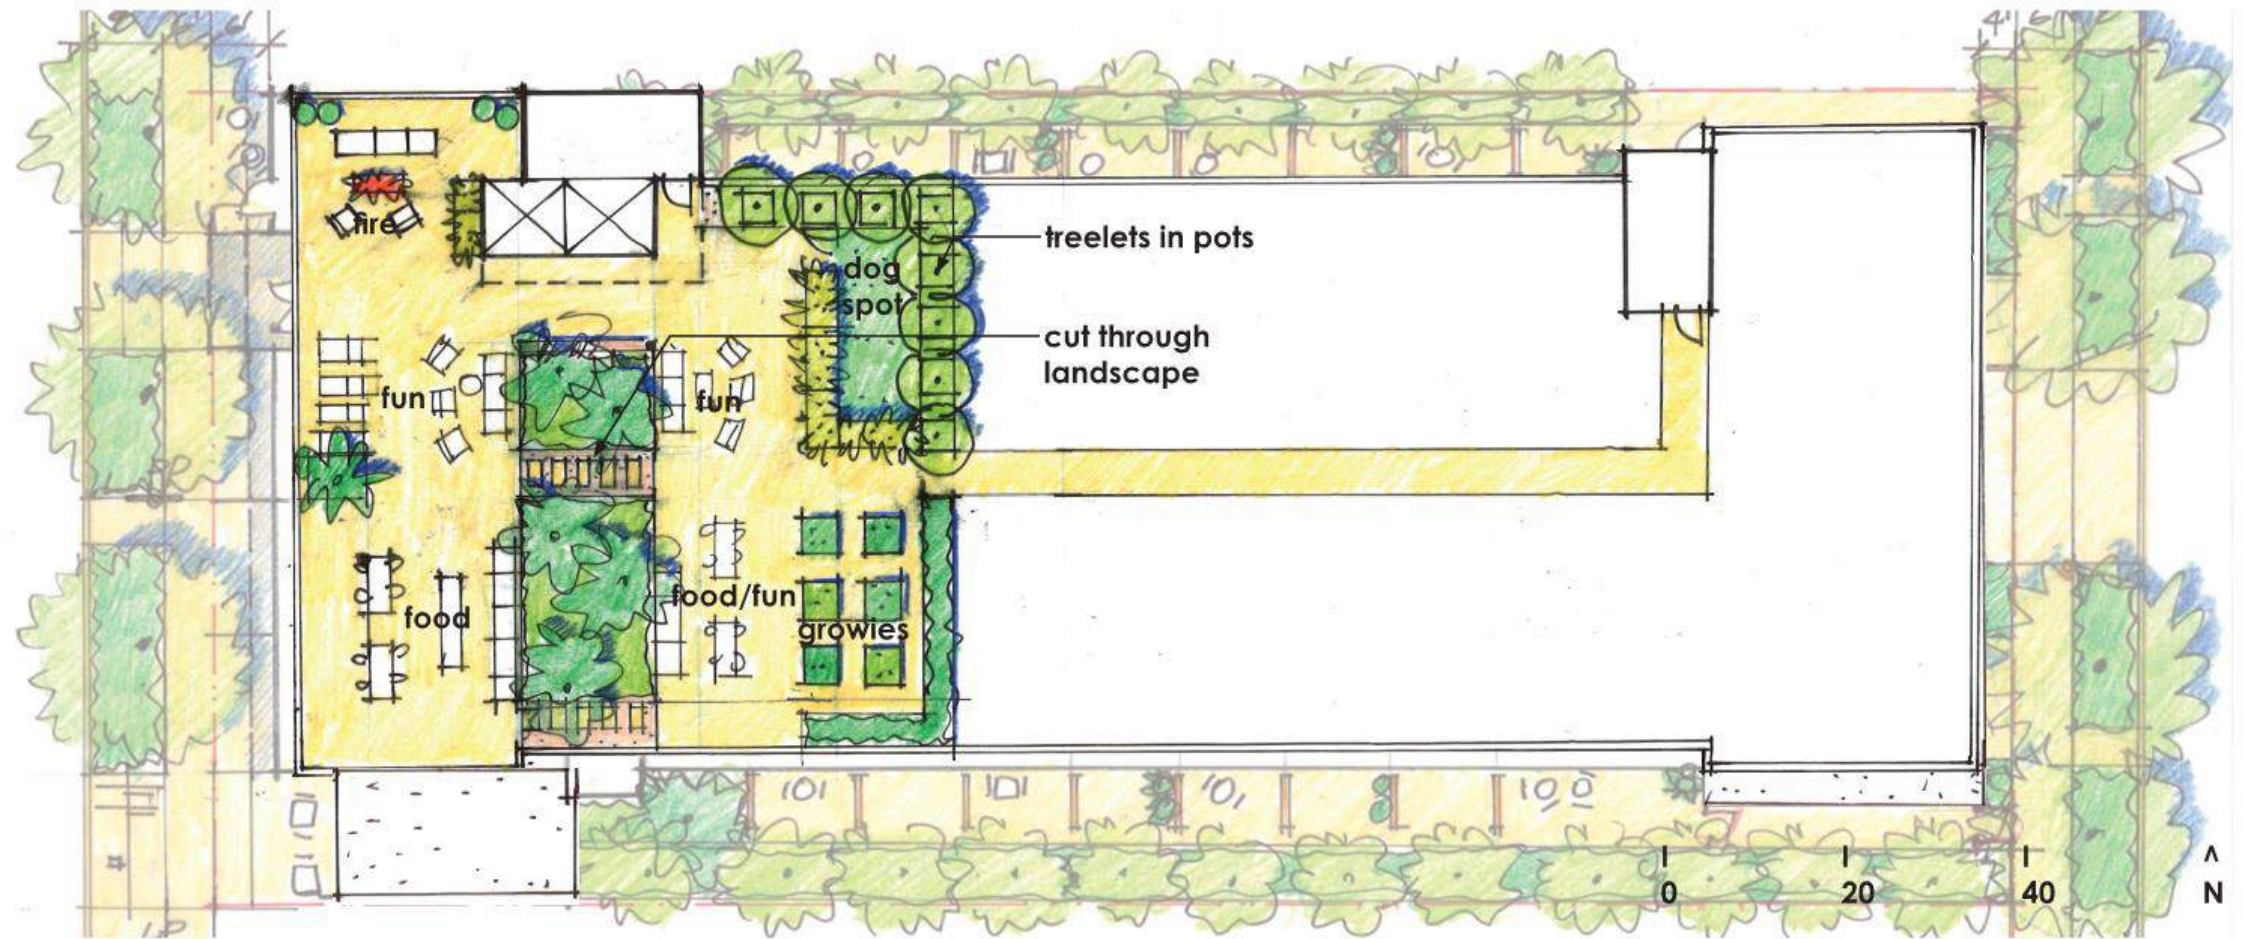 fire
dog
spot
treelets in pots
cut through
landscape
fun
fun
food
food/fun
growies
0 20 40
^
N